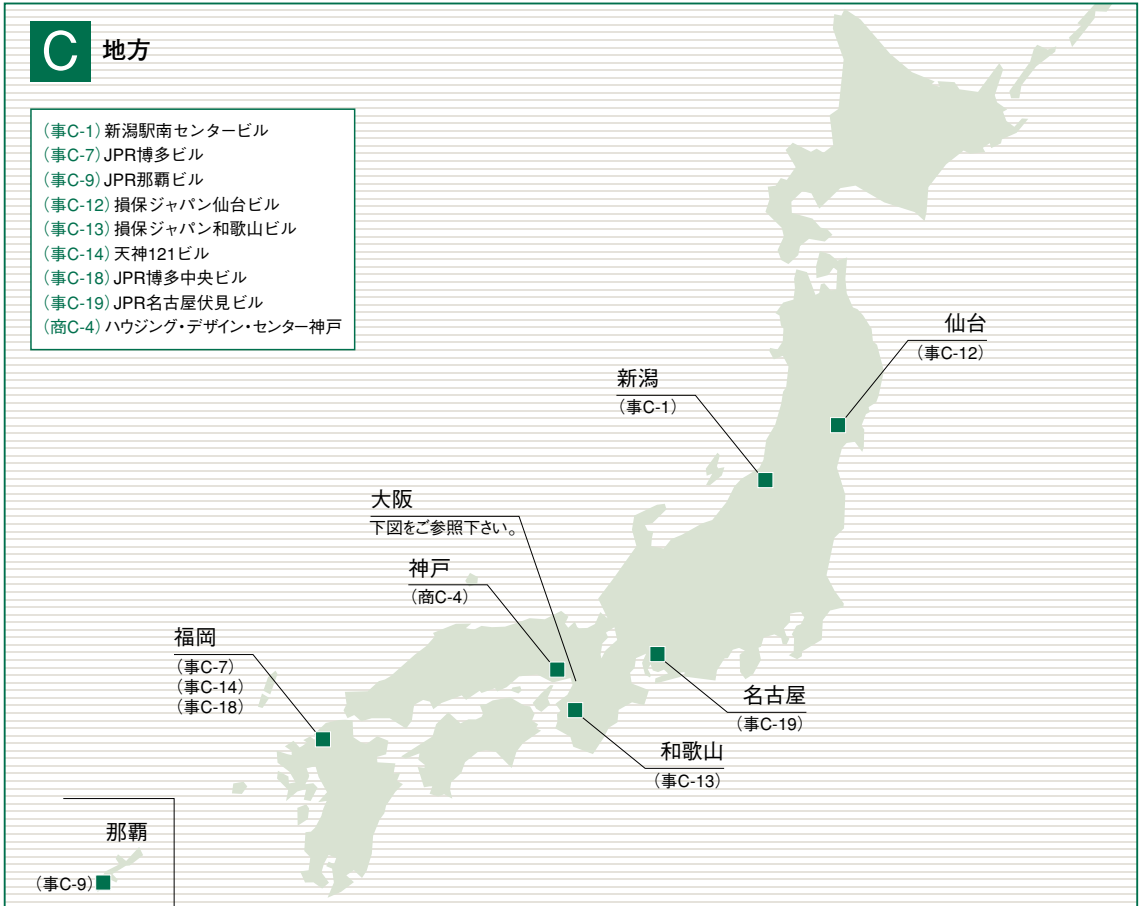 C 地方
(事C-1) 新潟駅南センタービル
(事C-7) JPR博多ビル
(事C-9) JPR那覇ビル
(事C-12) 損保ジャパン仙台ビル
(事C-13) 損保ジャパン和歌山ビル
(事C-14) 天神121ビル
(事C-18) JPR博多中央ビル
(事C-19) JPR名古屋伏見ビル
(商C-4) ハウジング・デザイン・センター神戸
仙台
(事C-12)
新潟
(事C-1)
大阪
下図をご参照下さい。
神戸
(商C-4)
福岡
(事C-7)
(事C-14)
(事C-18)
名古屋
(事C-19)
和歌山
(事C-13)
那覇
(事C-9)